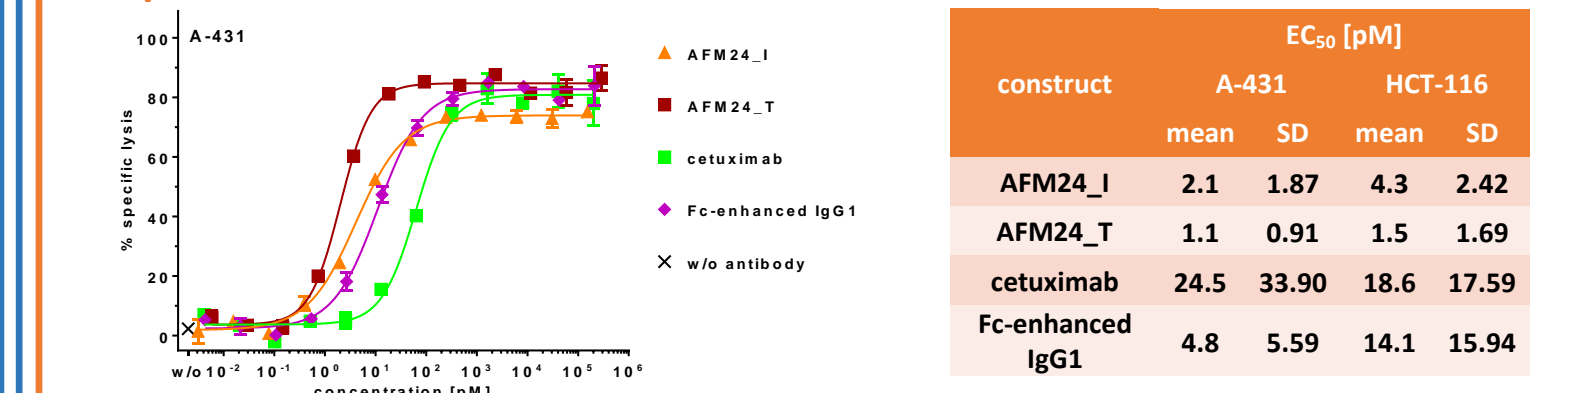 A-431
100
80
60
40
20
0
% specific lysis
w/o 10⁻² 10⁻¹ 10⁰ 10¹ 10² 10³ 10⁴ 10⁵ 10⁶
concentration [pM]
AFM24_I
AFM24_T
cetuximab
Fc-enhanced IgG1
w/o antibody
EC₅₀ [pM]
construct A-431 HCT-116
mean SD mean SD
AFM24_I 2.1 1.87 4.3 2.42
AFM24_T 1.1 0.91 1.5 1.69
cetuximab 24.5 33.90 18.6 17.59
Fc-enhanced
IgG1 4.8 5.59 14.1 15.94